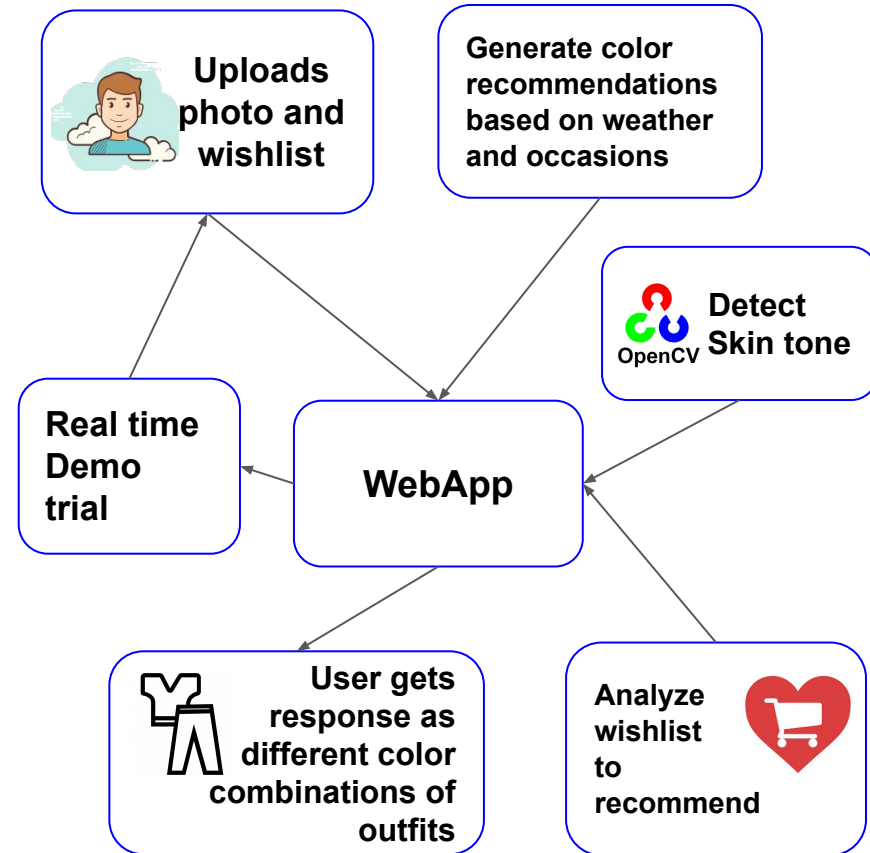 Uploads
photo and
wishlist
Generate color
recommendations
based on weather
and occasions
OpenCV
Detect
Skin tone
Real time
Demo
trial
WebApp
User gets
response as
different color
combinations of
outfits
Analyze
wishlist
to
recommend